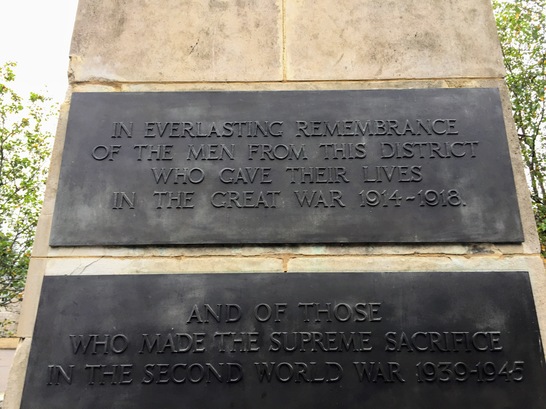 IN EVERLASTING REMEMBRANCE
OF THE MEN FROM THIS DISTRICT
WHO GAVE THEIR LIVES
IN THE GREAT WAR 1914~1918.
AND OF THOSE
WHO MADE THE SUPREME SACRIFICE
IN THE SECOND WORLD WAR 1939-1945